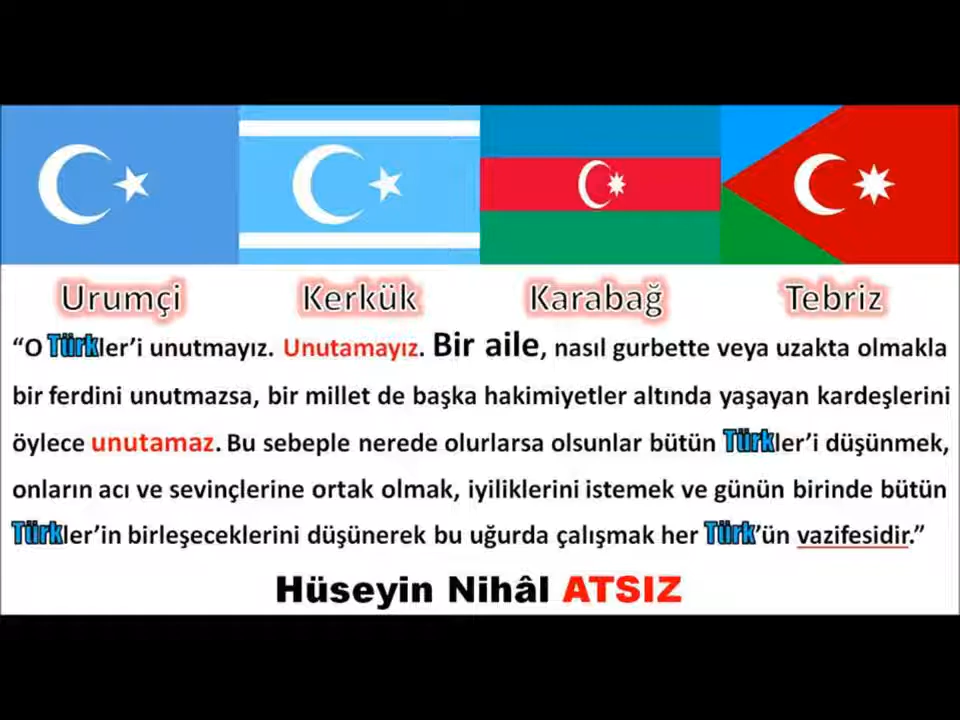 Urumçi Kerkük Karabağ Tebriz
“O Türkler’i unutmayız. Unutamayız. Bir aile, nasıl gurbette veya uzakta olmakla
bir ferdini unutmazsa, bir millet de başka hakimiyetler altında yaşayan kardeşlerini
öylece unutamaz. Bu sebeple nerede olurlarsa olsunlar bütün Türkler’i düşünmek,
onların acı ve sevinçlerine ortak olmak, iyiliklerini istemek ve günün birinde bütün
Türkler’in birleşeceklerini düşünerek bu uğurda çalışmak her Türk’ün vazifesidir.”
Hüseyin Nihâl ATSIZ